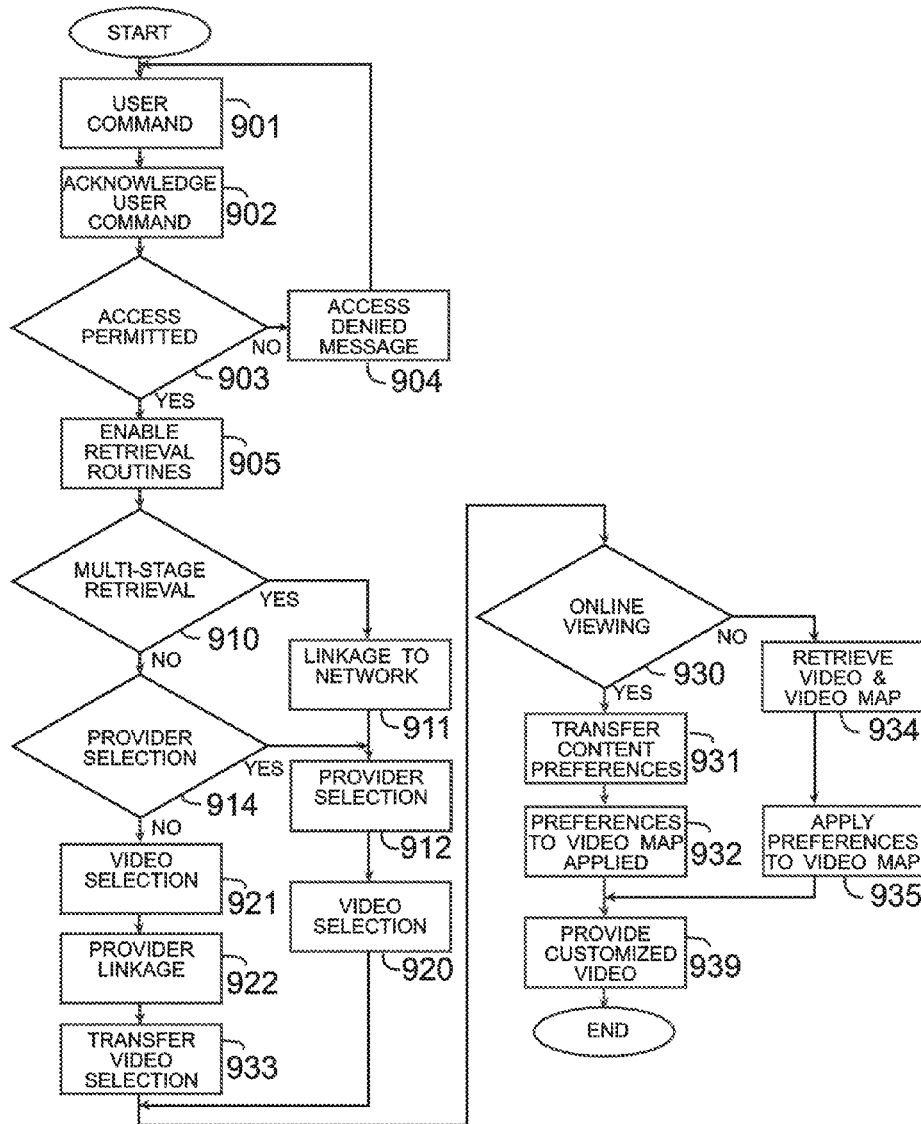 START
USER
COMMAND
901
ACKNOWLEDGE
USER
COMMAND
902
ACCESS
PERMITTED
903
NO
YES
ACCESS
DENIED
MESSAGE
904
ENABLE
RETRIEVAL
ROUTINES
905
MULTI-STAGE
RETRIEVAL
910
YES
NO
LINKAGE TO
NETWORK
911
PROVIDER
SELECTION
914
YES
NO
PROVIDER
SELECTION
912
VIDEO
SELECTION
921
VIDEO
SELECTION
920
PROVIDER
LINKAGE
922
TRANSFER
VIDEO
SELECTION
933
ONLINE
VIEWING
930
NO
YES
RETRIEVE
VIDEO &
VIDEO MAP
934
TRANSFER
CONTENT
PREFERENCES
931
PREFERENCES
TO VIDEO MAP
APPLIED
932
APPLY
PREFERENCES
TO VIDEO MAP
935
PROVIDE
CUSTOMIZED
VIDEO
939
END